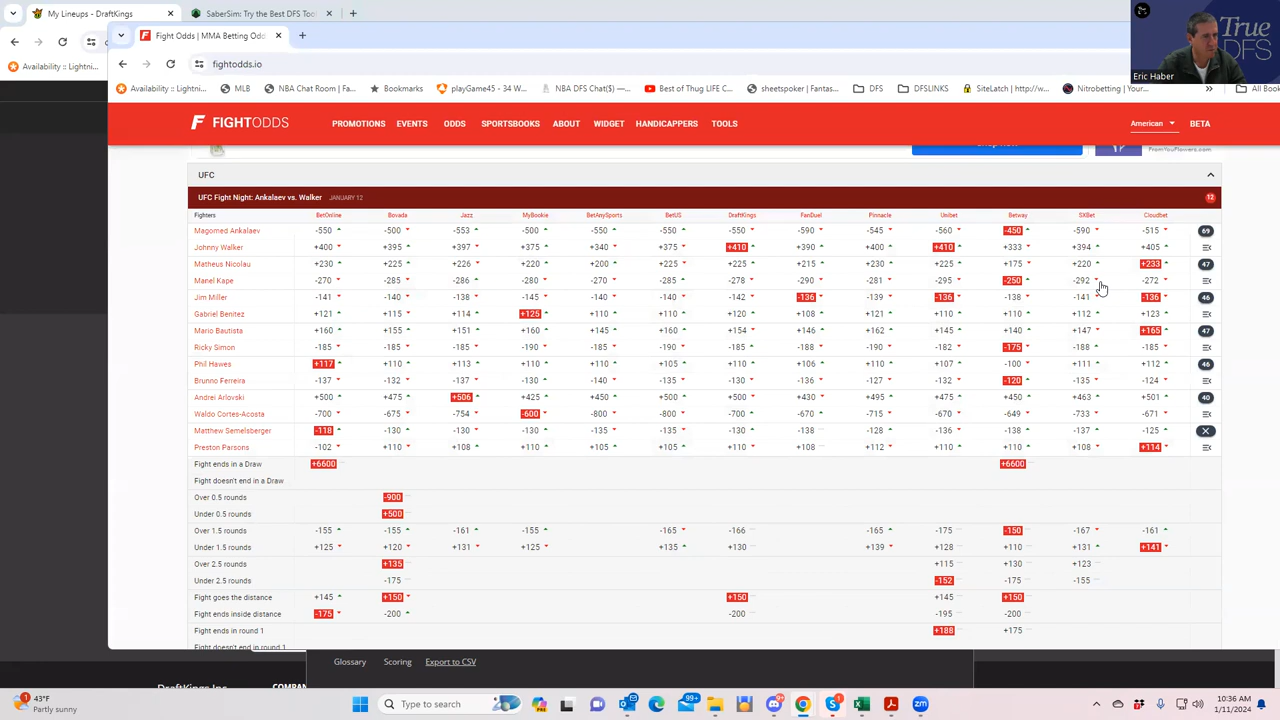 My Lineups - DraftKings
SaberSim: Try the Best DFS Tool
Fight Odds | MMA Betting Odd
fightodds.io
Availability :: Lightni
Availability :: Lightni...
MLB
NBA Chat Room | Fa...
Bookmarks
playGame45 - 34 W...
NBA DFS Chat($) —...
Best of Thug LIFE C...
sheetspoker | Fantas...
DFS
DFSLINKS
SiteLatch | http://w...
Nitrobetting | Your...
»
All Book
Eric Haber
True
DFS
FIGHTODDS
PROMOTIONS EVENTS ODDS SPORTSBOOKS ABOUT WIDGET HANDICAPPERS TOOLS
American
BETA
FromYouFlowers.com
UFC
UFC Fight Night: Ankalaev vs. Walker JANUARY 12 12
Fighters BetOnline Bovada Jazz MyBookie BetAnySports BetUS DraftKings FanDuel Pinnacle Unibet Betway SXBet Cloudbet
Magomed Ankalaev -550 -500 -553 -500 -550 -550 -550 -590 -545 -560 -450 -590 -515 69
Johnny Walker +400 +395 +397 +375 +340 +375 +410 +390 +400 +410 +333 +394 +405
Matheus Nicolau +230 +225 +226 +220 +200 +225 +225 +215 +230 +225 +175 +220 +233 47
Manel Kape -270 -285 -286 -280 -270 -285 -278 -290 -281 -295 -250 -292 -272
Jim Miller -141 -140 -138 -145 -140 -140 -142 -136 -139 -136 -138 -141 -136 46
Gabriel Benitez +121 +115 +114 +125 +110 +110 +120 +108 +121 +110 +110 +112 +123
Mario Bautista +160 +155 +151 +160 +145 +160 +154 +146 +162 +145 +140 +147 +165 47
Ricky Simon -185 -185 -185 -190 -185 -190 -185 -188 -190 -182 -175 -188 -185
Phil Hawes +117 +110 +113 +110 +110 +105 +110 +106 +110 +107 -100 +111 +112 46
Brunno Ferreira -137 -132 -137 -130 -140 -135 -130 -136 -127 -132 -120 -135 -124
Andrei Arlovski +500 +475 +506 +425 +450 +500 +500 +430 +495 +475 +450 +463 +501 40
Waldo Cortes-Acosta -700 -675 -754 -600 -800 -800 -700 -670 -715 -670 -649 -733 -671
Matthew Semelsberger -118 -130 -130 -130 -135 -135 -130 -138 -128 -136 -138 -137 -125
Preston Parsons -102 +110 +108 +110 +105 +105 +110 +108 +112 +110 +110 +108 +114
Fight ends in a Draw +6600 +6600
Fight doesn't end in a Draw
Over 0.5 rounds -900
Under 0.5 rounds +500
Over 1.5 rounds -155 -155 -161 -155 -165 -166 -165 -175 -150 -167 -161
Under 1.5 rounds +125 +120 +131 +125 +135 +130 +139 +128 +110 +131 +141
Over 2.5 rounds +135 +115 +130 +123
Under 2.5 rounds -175 -152 -175 -155
Fight goes the distance +145 +150 +150 +145 +150
Fight ends inside distance -175 -200 -200 -195 -200
Fight ends in round 1 +188 +175
Fight doesn't end in round 1
Glossary Scoring Export to CSV
DraftKings Inc. COMPAN
43°F
Partly sunny
Type to search
99+
10:36 AM
1/11/2024